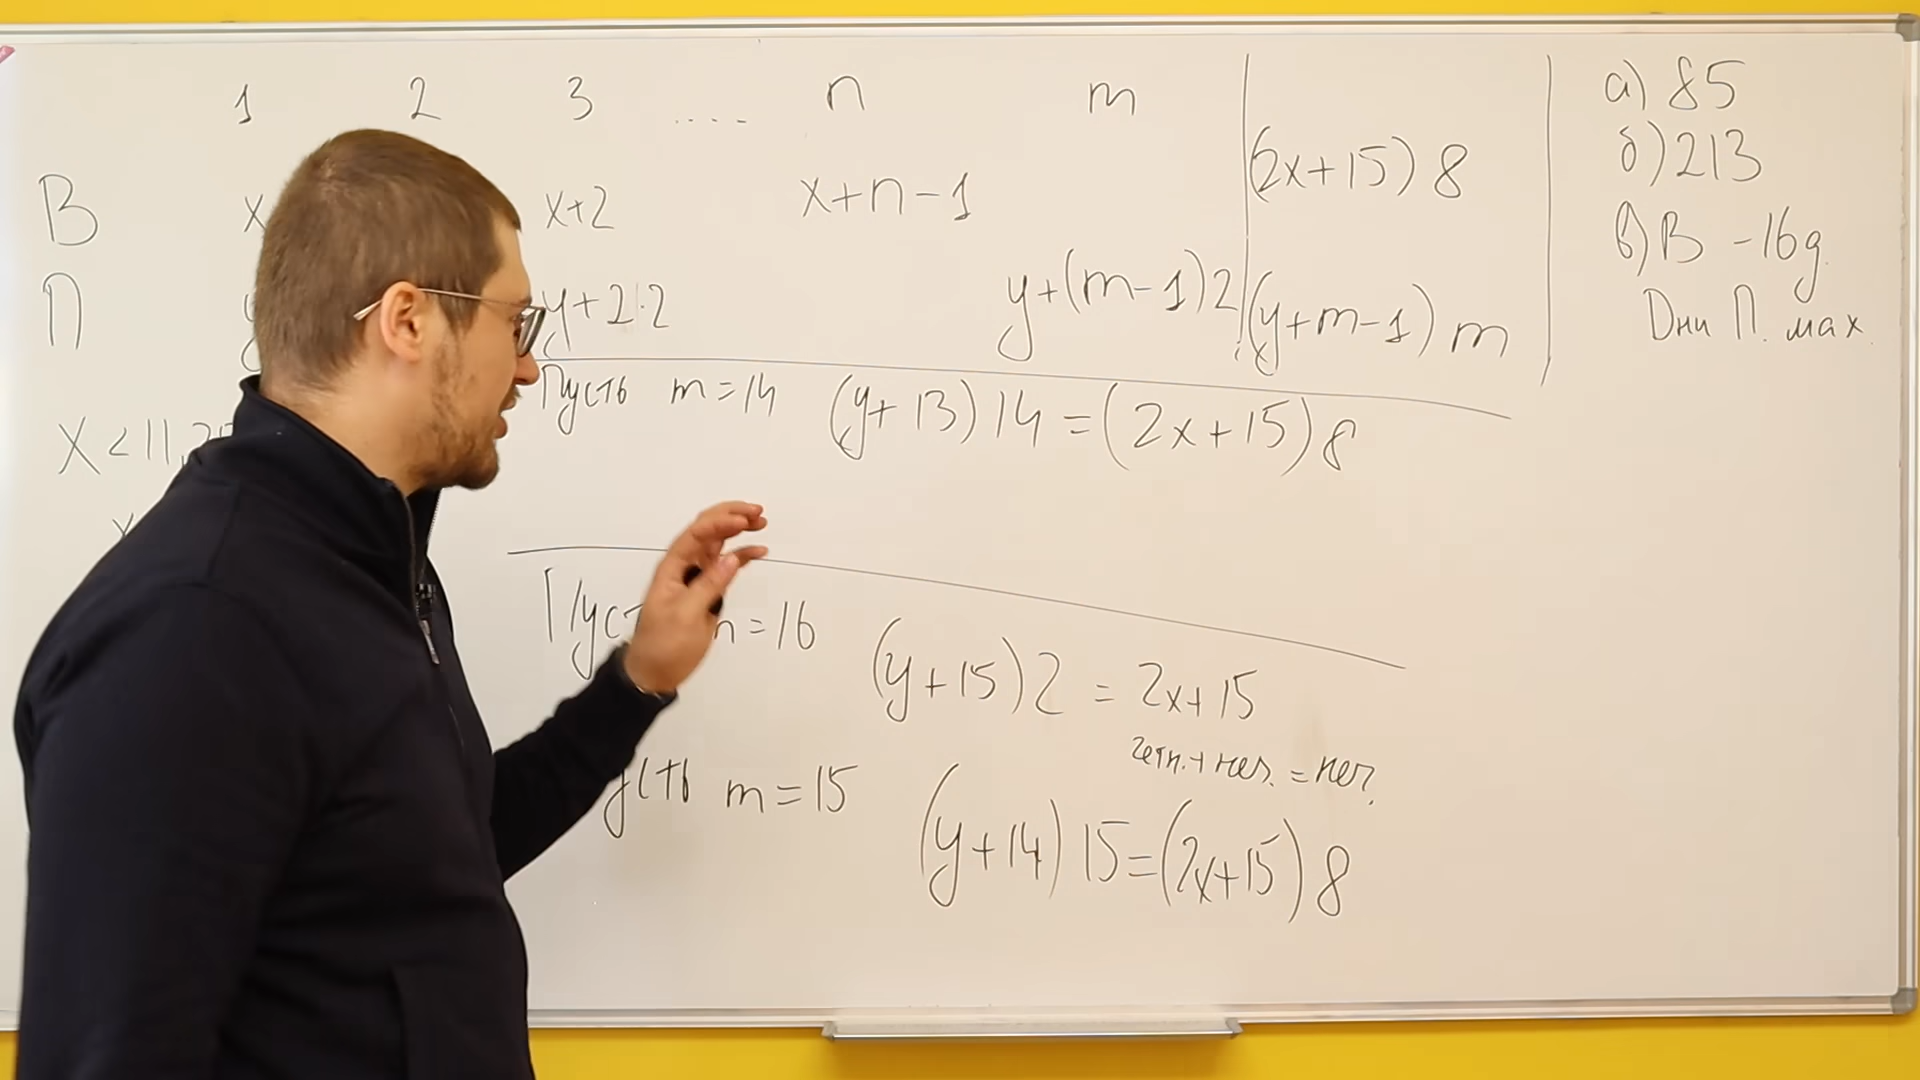 1 2 3 .... n m
В x x+2 x+n-1 (2x+15)8
П y y+2·2 y+(m-1)2 (y+m-1)m
а) 85
б) 213
в) В -16д.
Дни П. max.
x<11,
x
Пусть m=14 (y+13)14=(2x+15)8
m=16 (y+15)2=2x+15
четн.+неч.=неч.
m=15 (y+14)15=(2x+15)8